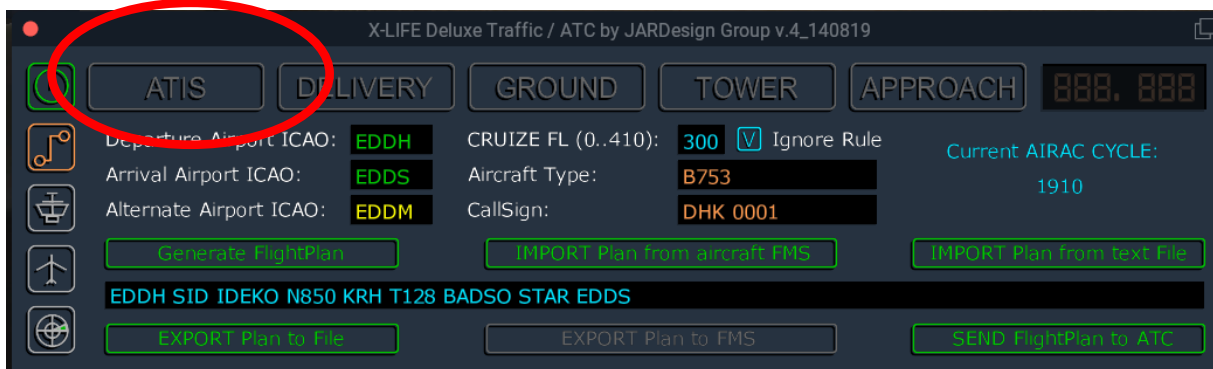 X-LIFE Deluxe Traffic / ATC by JARDesign Group v.4_140819
ATIS DELIVERY GROUND TOWER APPROACH 888. 888
Departure Airport ICAO: EDDH CRUIZE FL (0..410): 300 V Ignore Rule
Current AIRAC CYCLE:
Arrival Airport ICAO: EDDS Aircraft Type: B753
1910
Alternate Airport ICAO: EDDM CallSign: DHK 0001
Generate FlightPlan IMPORT Plan from aircraft FMS IMPORT Plan from text File
EDDH SID IDEKO N850 KRH T128 BADSO STAR EDDS
EXPORT Plan to File EXPORT Plan to FMS SEND FlightPlan to ATC